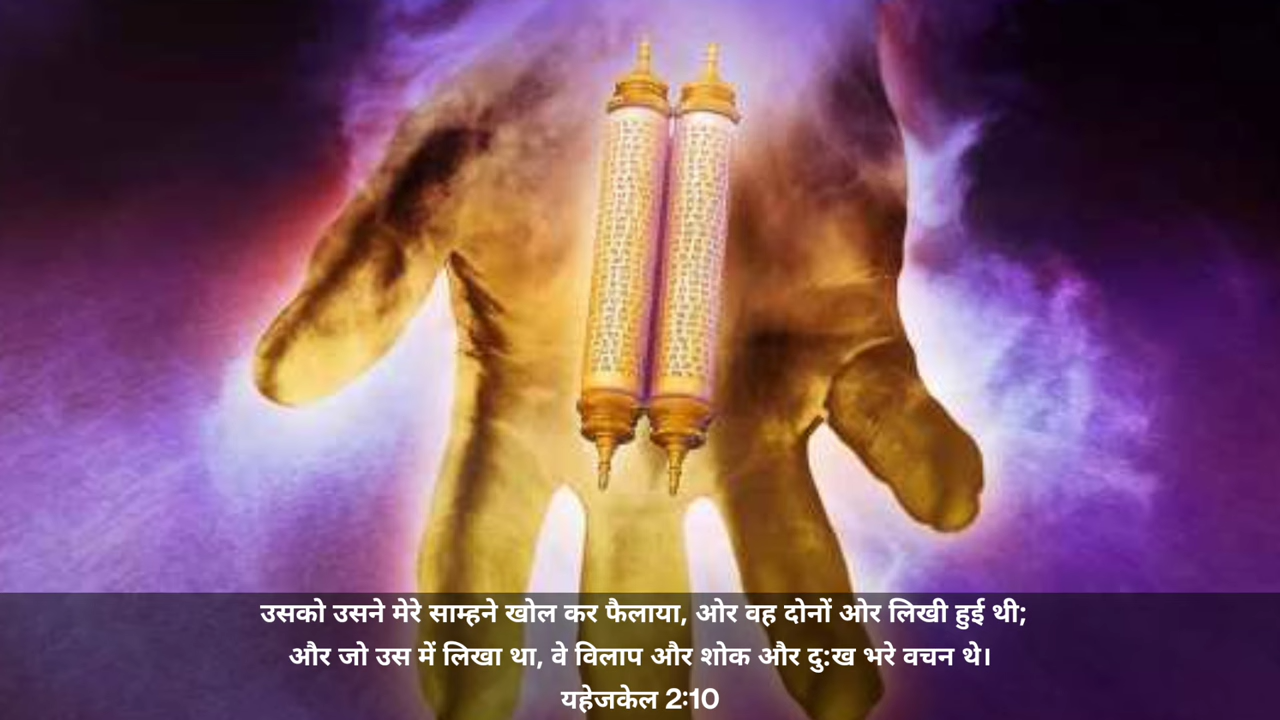 उसको उसने मेरे साम्हने खोल कर फैलाया, ओर वह दोनों ओर लिखी हुई थी;
और जो उस में लिखा था, वे विलाप और शोक और दु:ख भरे वचन थे।
यहेजकेल 2:10